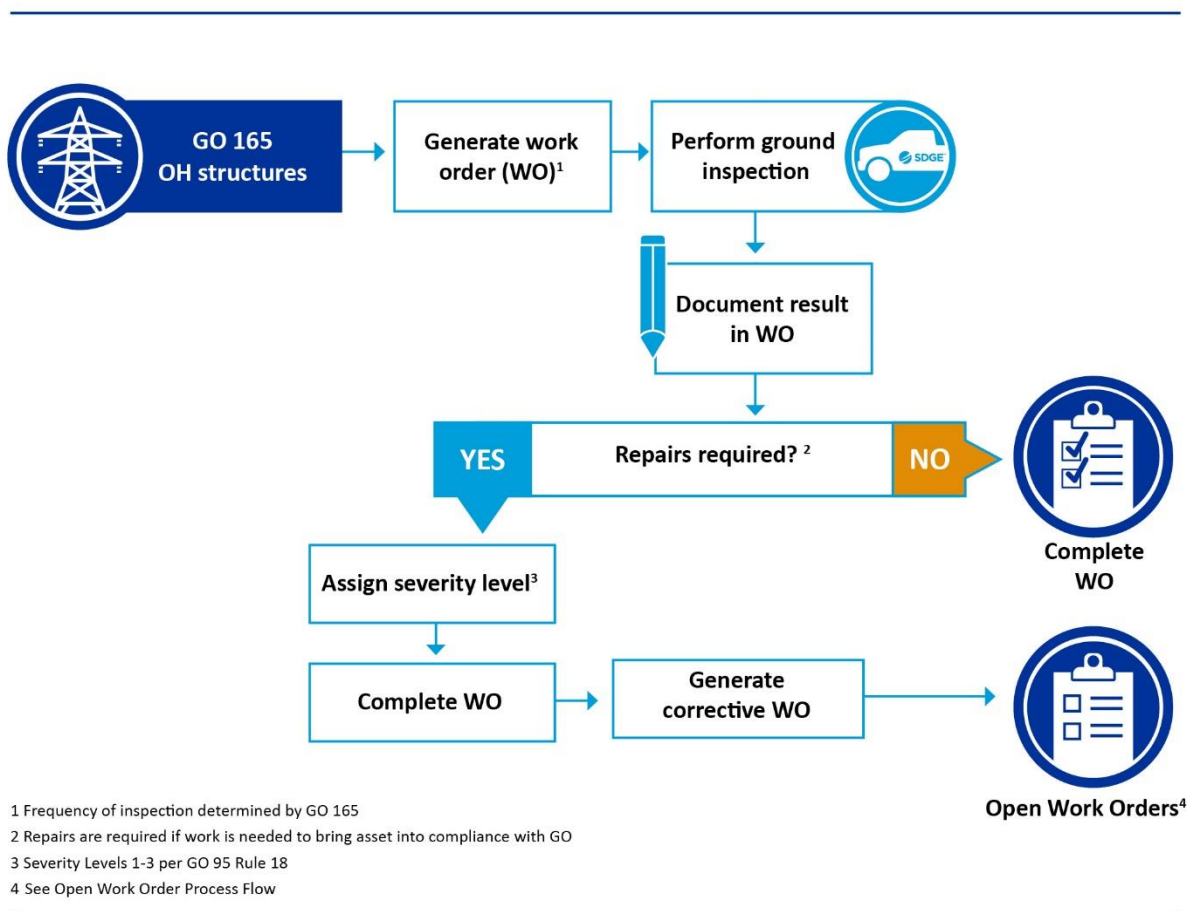 GO 165
OH structures
Generate work
order (WO)¹
Perform ground
inspection
SDGE
Document result
in WO
YES
Repairs required? ²
NO
Complete
WO
Assign severity level³
Complete WO
Generate
corrective WO
Open Work Orders⁴
1 Frequency of inspection determined by GO 165
2 Repairs are required if work is needed to bring asset into compliance with GO
3 Severity Levels 1-3 per GO 95 Rule 18
4 See Open Work Order Process Flow